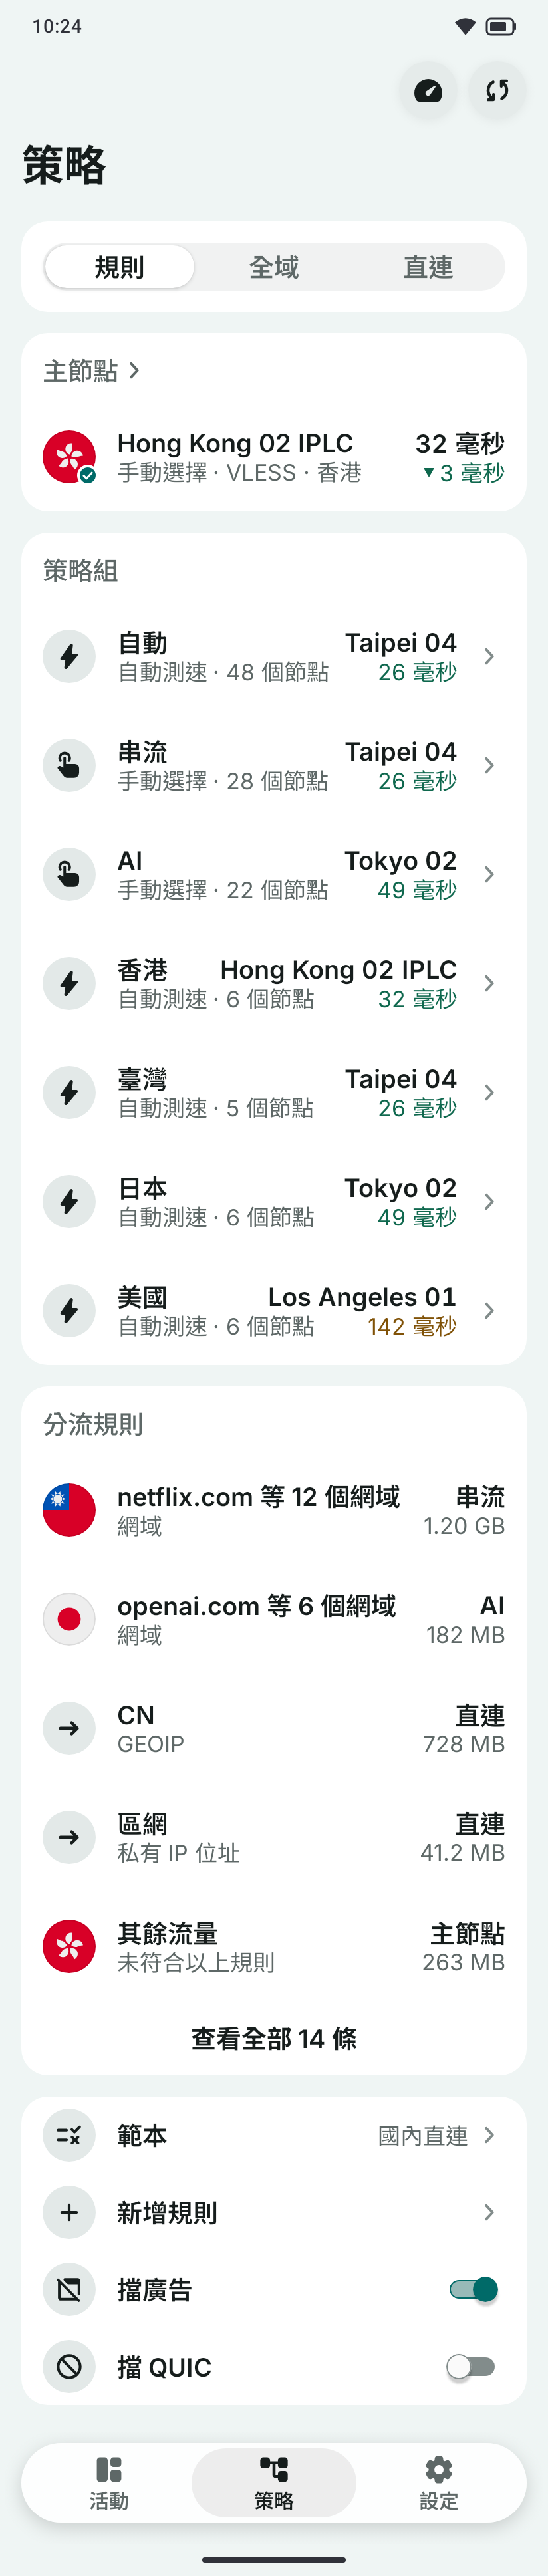 10:24
策略
規則 全域 直連
主節點
Hong Kong 02 IPLC 32 毫秒
手動選擇 · VLESS · 香港 ▼3 毫秒
策略組
自動 Taipei 04
自動測速 · 48 個節點 26 毫秒
串流 Taipei 04
手動選擇 · 28 個節點 26 毫秒
AI Tokyo 02
手動選擇 · 22 個節點 49 毫秒
香港 Hong Kong 02 IPLC
自動測速 · 6 個節點 32 毫秒
臺灣 Taipei 04
自動測速 · 5 個節點 26 毫秒
日本 Tokyo 02
自動測速 · 6 個節點 49 毫秒
美國 Los Angeles 01
自動測速 · 6 個節點 142 毫秒
分流規則
netflix.com 等 12 個網域 串流
網域 1.20 GB
openai.com 等 6 個網域 AI
網域 182 MB
CN 直連
GEOIP 728 MB
區網 直連
私有 IP 位址 41.2 MB
其餘流量 主節點
未符合以上規則 263 MB
查看全部 14 條
範本 國內直連
新增規則
擋廣告
擋 QUIC
活動 策略 設定